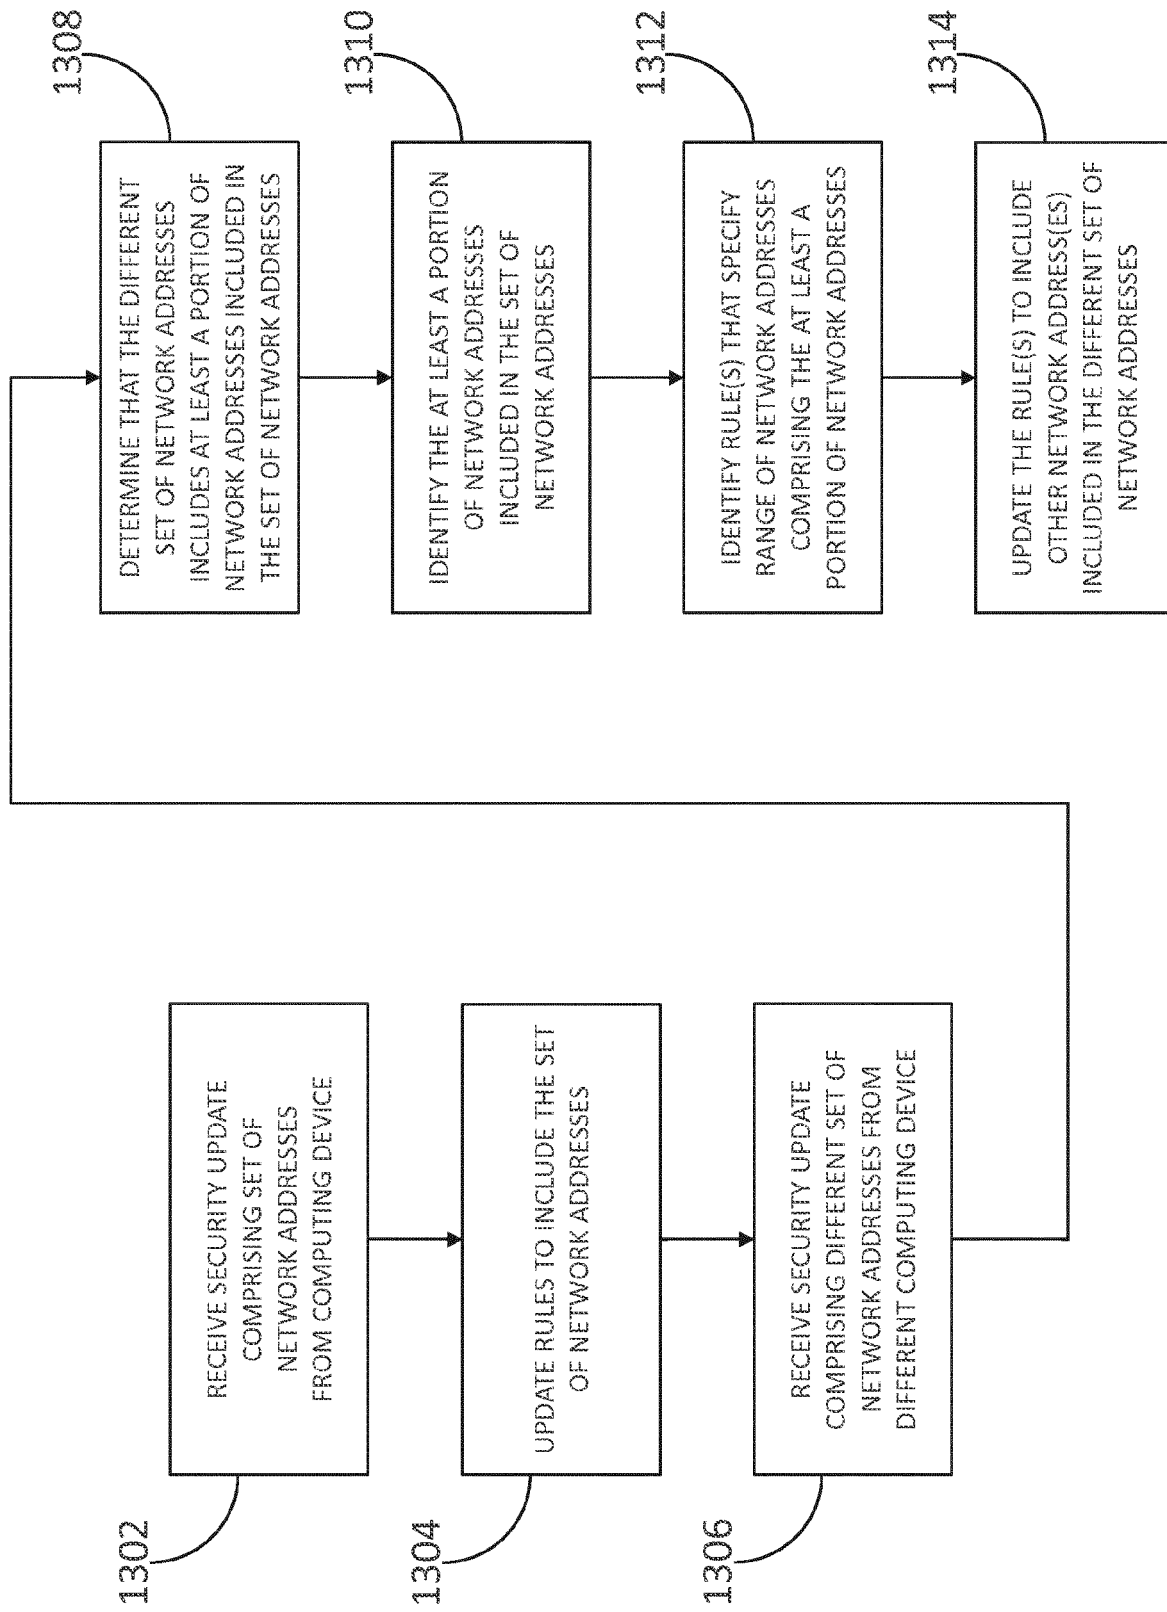 1302
RECEIVE SECURITY UPDATE
COMPRISING SET OF
NETWORK ADDRESSES
FROM COMPUTING DEVICE
1304
UPDATE RULES TO INCLUDE THE SET
OF NETWORK ADDRESSES
1306
RECEIVE SECURITY UPDATE
COMPRISING DIFFERENT SET OF
NETWORK ADDRESSES FROM
DIFFERENT COMPUTING DEVICE
1308
DETERMINE THAT THE DIFFERENT
SET OF NETWORK ADDRESSES
INCLUDES AT LEAST A PORTION OF
NETWORK ADDRESSES INCLUDED IN
THE SET OF NETWORK ADDRESSES
1310
IDENTIFY THE AT LEAST A PORTION
OF NETWORK ADDRESSES
INCLUDED IN THE SET OF
NETWORK ADDRESSES
1312
IDENTIFY RULE(S) THAT SPECIFY
RANGE OF NETWORK ADDRESSES
COMPRISING THE AT LEAST A
PORTION OF NETWORK ADDRESSES
1314
UPDATE THE RULE(S) TO INCLUDE
OTHER NETWORK ADDRESS(ES)
INCLUDED IN THE DIFFERENT SET OF
NETWORK ADDRESSES